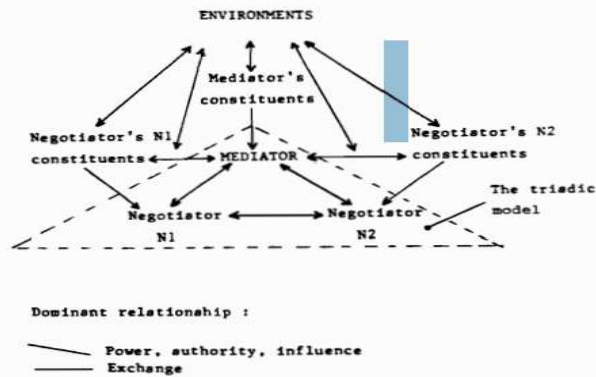 ENVIRONMENTS
Mediator's
constituents
Negotiator's N1
constituents
MEDIATOR
Negotiator's N2
constituents
Negotiator
N1
Negotiator
N2
The triadic
model
Dominant relationship :
Power, authority, influence
Exchange